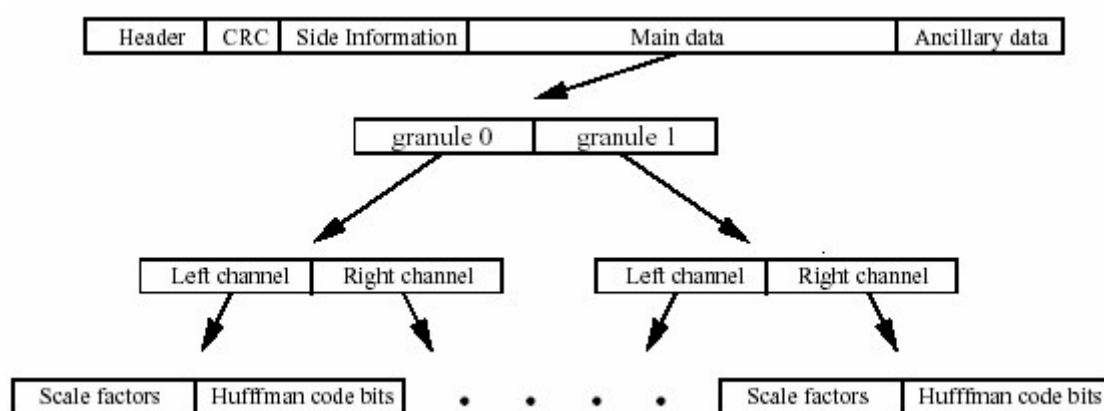 Header CRC Side Information Main data Ancillary data
granule 0 granule 1
Left channel Right channel Left channel Right channel
Scale factors Hufffman code bits Scale factors Hufffman code bits